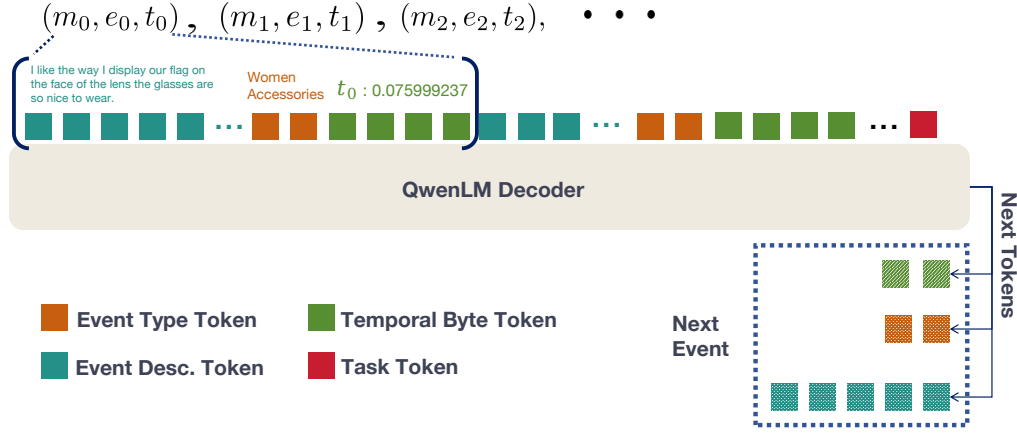 (m₀, e₀, t₀), (m₁, e₁, t₁), (m₂, e₂, t₂), • • •
I like the way I display our flag on
the face of the lens the glasses are
so nice to wear.
Women
Accessories
t₀ : 0.075999237
...
...
...
QwenLM Decoder
Next Tokens
Event Type Token
Temporal Byte Token
Event Desc. Token
Task Token
Next
Event